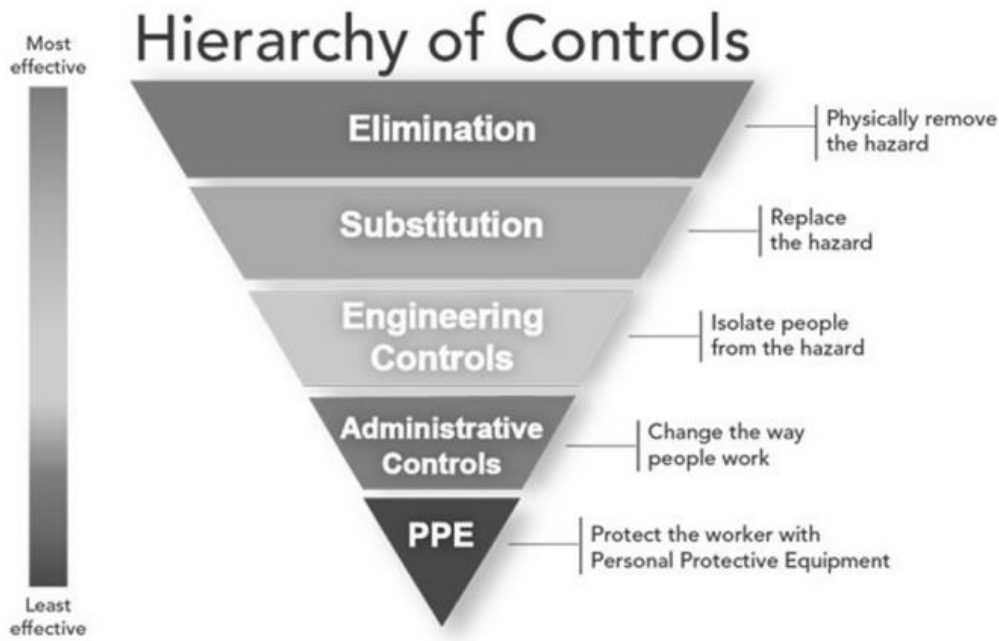 Hierarchy of Controls
Most
effective
Elimination
Physically remove
the hazard
Substitution
Replace
the hazard
Engineering
Controls
Isolate people
from the hazard
Administrative
Controls
Change the way
people work
PPE
Protect the worker with
Personal Protective Equipment
Least
effective